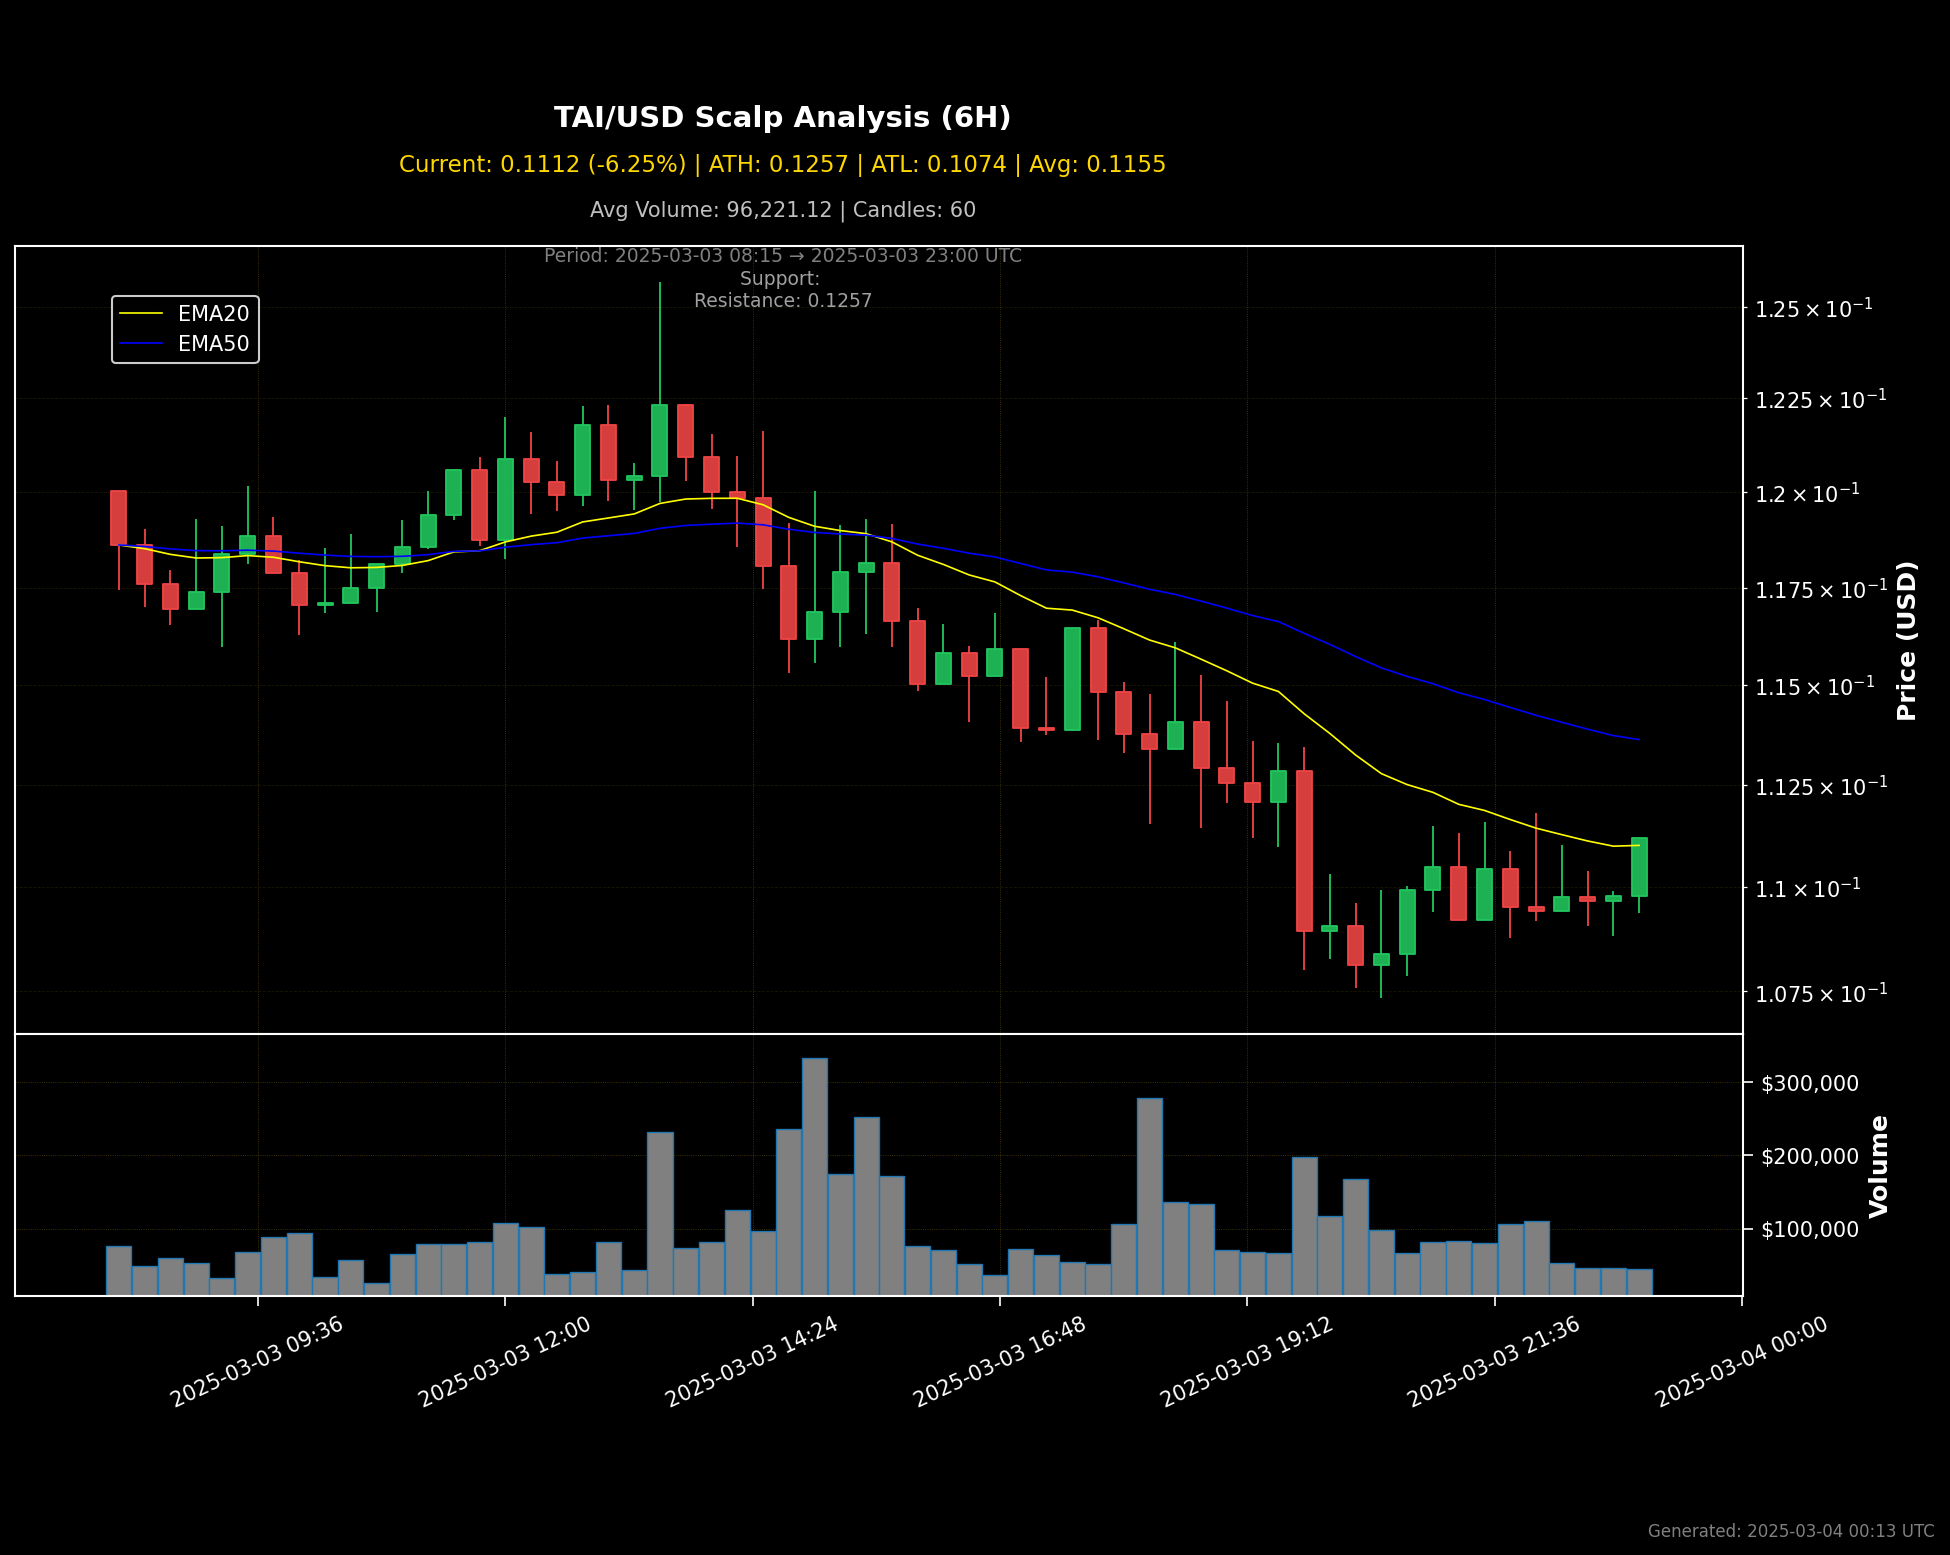 TAI/USD Scalp Analysis (6H)
Current: 0.1112 (-6.25%) | ATH: 0.1257 | ATL: 0.1074 | Avg: 0.1155
Avg Volume: 96,221.12 | Candles: 60
Period: 2025-03-03 08:15 → 2025-03-03 23:00 UTC
Support:
Resistance: 0.1257
EMA20
EMA50
1.25 × 10⁻¹
1.225 × 10⁻¹
1.2 × 10⁻¹
1.175 × 10⁻¹
1.15 × 10⁻¹
1.125 × 10⁻¹
1.1 × 10⁻¹
1.075 × 10⁻¹
Price (USD)
$300,000
$200,000
$100,000
Volume
2025-03-03 09:36
2025-03-03 12:00
2025-03-03 14:24
2025-03-03 16:48
2025-03-03 19:12
2025-03-03 21:36
2025-03-04 00:00
Generated: 2025-03-04 00:13 UTC